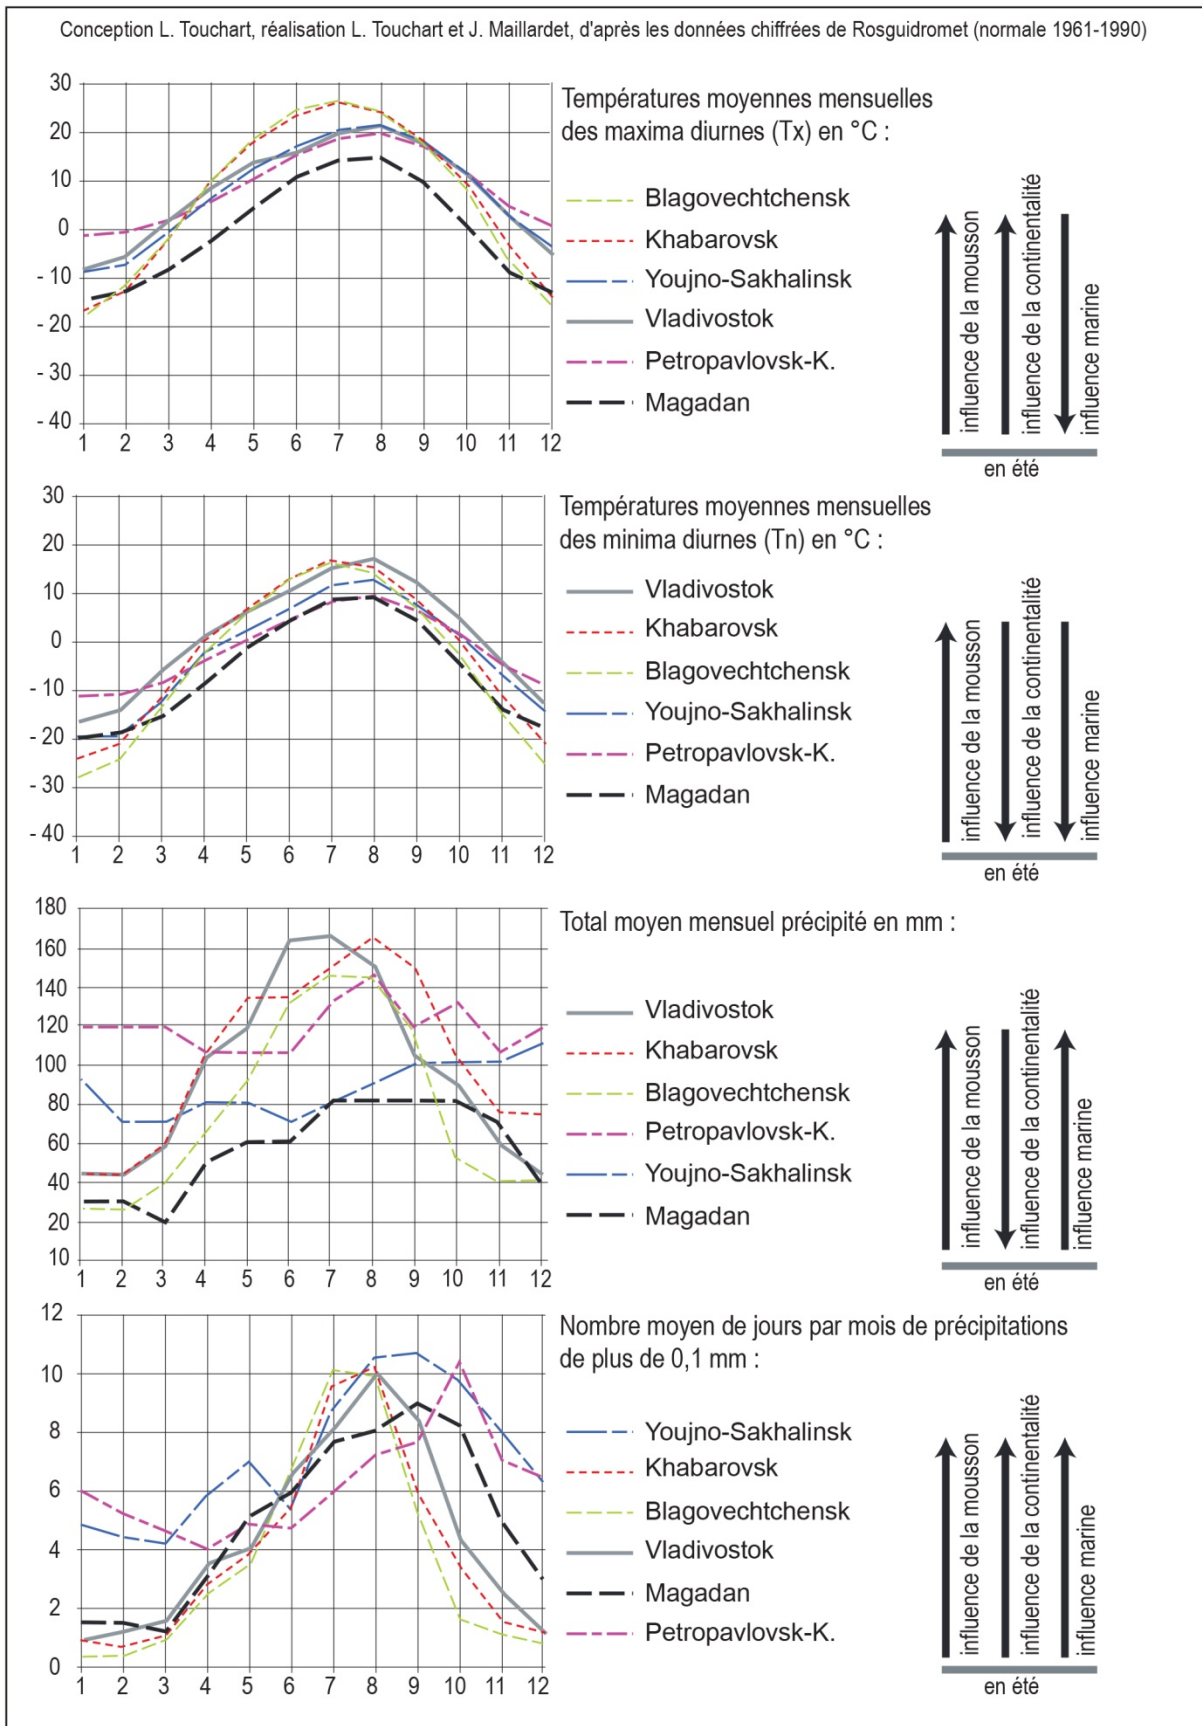 Conception L. Touchart, réalisation L. Touchart et J. Maillardet, d'après les données chiffrées de Rosguidromet (normale 1961-1990)
30
20
10
0
- 10
- 20
- 30
- 40
1 2 3 4 5 6 7 8 9 10 11 12
Températures moyennes mensuelles
des maxima diurnes (Tx) en °C :
Blagovechtchensk
Khabarovsk
Youjno-Sakhalinsk
Vladivostok
Petropavlovsk-K.
Magadan
influence de la mousson
influence de la continentalité
influence marine
en été
30
20
10
0
- 10
- 20
- 30
- 40
1 2 3 4 5 6 7 8 9 10 11 12
Températures moyennes mensuelles
des minima diurnes (Tn) en °C :
Vladivostok
Khabarovsk
Blagovechtchensk
Youjno-Sakhalinsk
Petropavlovsk-K.
Magadan
influence de la mousson
influence de la continentalité
influence marine
en été
180
160
140
120
100
80
60
40
20
10
1 2 3 4 5 6 7 8 9 10 11 12
Total moyen mensuel précipité en mm :
Vladivostok
Khabarovsk
Blagovechtchensk
Petropavlovsk-K.
Youjno-Sakhalinsk
Magadan
influence de la mousson
influence de la continentalité
influence marine
en été
12
10
8
6
4
2
0
1 2 3 4 5 6 7 8 9 10 11 12
Nombre moyen de jours par mois de précipitations
de plus de 0,1 mm :
Youjno-Sakhalinsk
Khabarovsk
Blagovechtchensk
Vladivostok
Magadan
Petropavlovsk-K.
influence de la mousson
influence de la continentalité
influence marine
en été